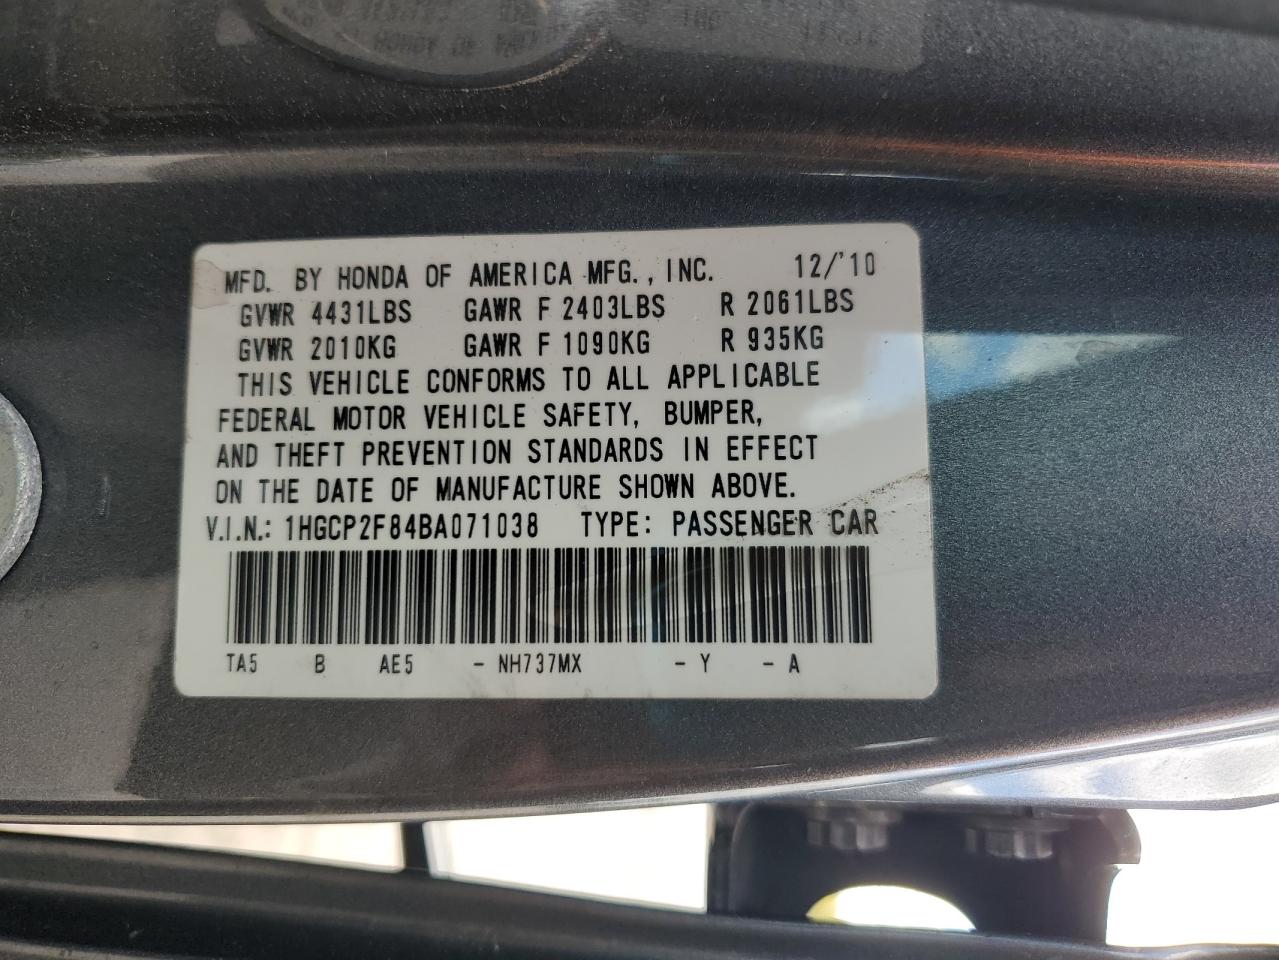 MFD. BY HONDA OF AMERICA MFG., INC. 12/'10
GVWR 4431LBS GAWR F 2403LBS R 2061LBS
GVWR 2010KG GAWR F 1090KG R 935KG
THIS VEHICLE CONFORMS TO ALL APPLICABLE
FEDERAL MOTOR VEHICLE SAFETY, BUMPER,
AND THEFT PREVENTION STANDARDS IN EFFECT
ON THE DATE OF MANUFACTURE SHOWN ABOVE.
V.I.N.: 1HGCP2F84BA071038 TYPE: PASSENGER CAR
TA5 B AE5 - NH737MX - Y - A